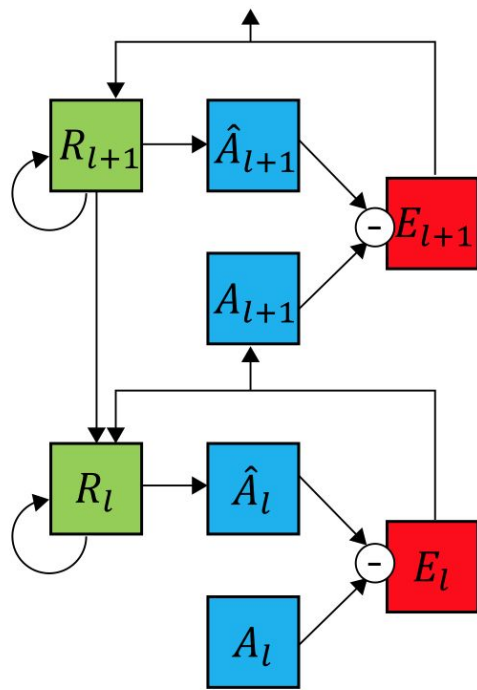 R_{l+1}
Â_{l+1}
-
E_{l+1}
A_{l+1}
R_l
Â_l
-
E_l
A_l